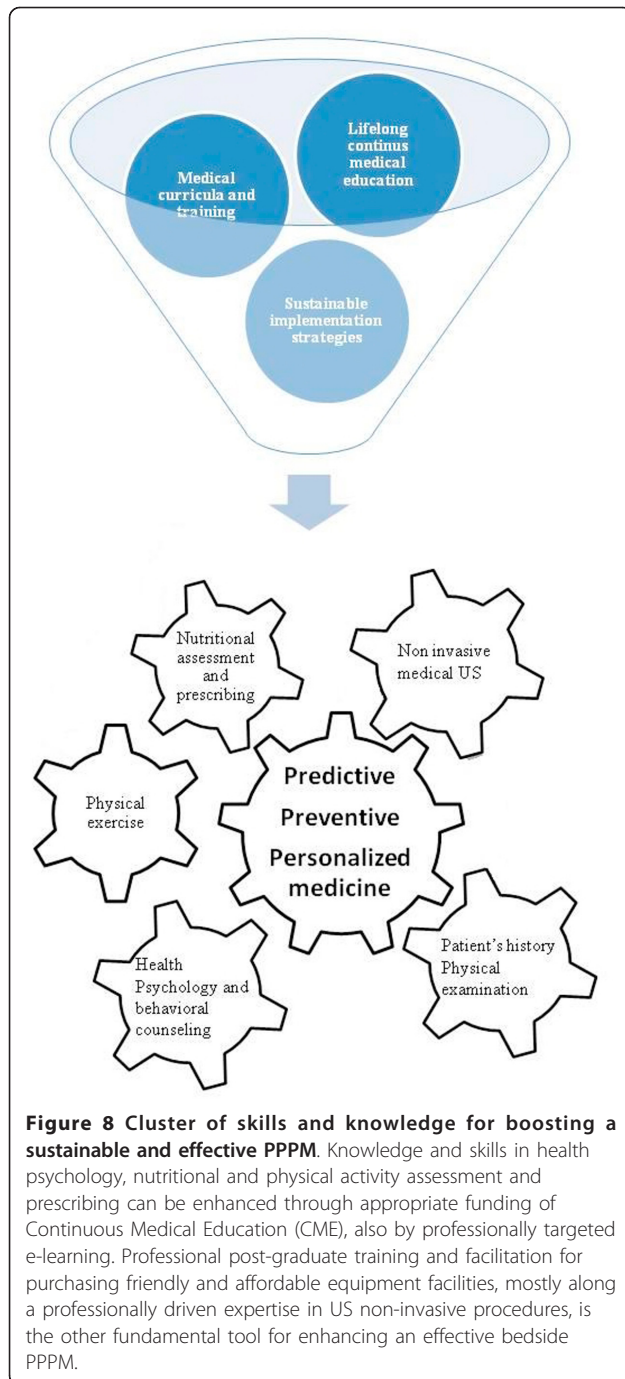 Lifelong
continus
medical
education
Medical
curricula and
training
Sustainable
implementation
strategies
Nutritional
assessment
and
prescribing
Non invasive
medical US
Physical
exercise
Predictive
Preventive
Personalized
medicine
Health
Psychology and
behavioral
counseling
Patient's history
Physical
examination
Figure 8 Cluster of skills and knowledge for boosting a
sustainable and effective PPPM. Knowledge and skills in health
psychology, nutritional and physical activity assessment and
prescribing can be enhanced through appropriate funding of
Continuous Medical Education (CME), also by professionally targeted
e-learning. Professional post-graduate training and facilitation for
purchasing friendly and affordable equipment facilities, mostly along
a professionally driven expertise in US non-invasive procedures, is
the other fundamental tool for enhancing an effective bedside
PPPM.